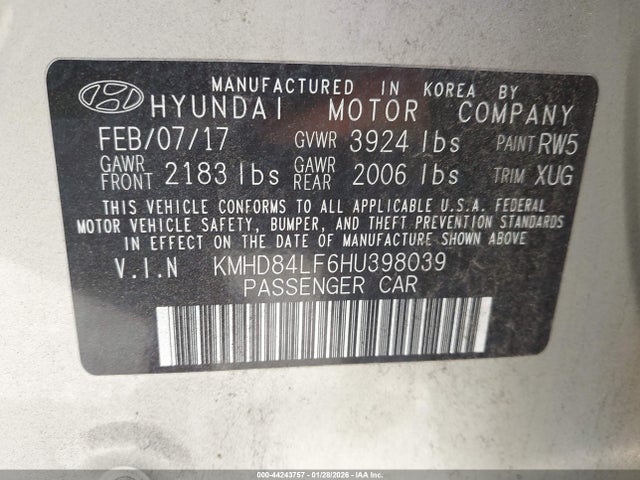 MANUFACTURED IN KOREA BY
HYUNDAI MOTOR COMPANY
FEB/07/17 GVWR 3924 lbs PAINT RW5
GAWR FRONT 2183 lbs GAWR REAR 2006 lbs TRIM XUG
THIS VEHICLE CONFORMS TO ALL APPLICABLE U.S.A. FEDERAL
MOTOR VEHICLE SAFETY, BUMPER, AND THEFT PREVENTION STANDARDS
IN EFFECT ON THE DATE OF MANUFACTURE SHOWN ABOVE
V.I.N KMHD84LF6HU398039
PASSENGER CAR
000-44243757 - 01/28/2026 - COPART